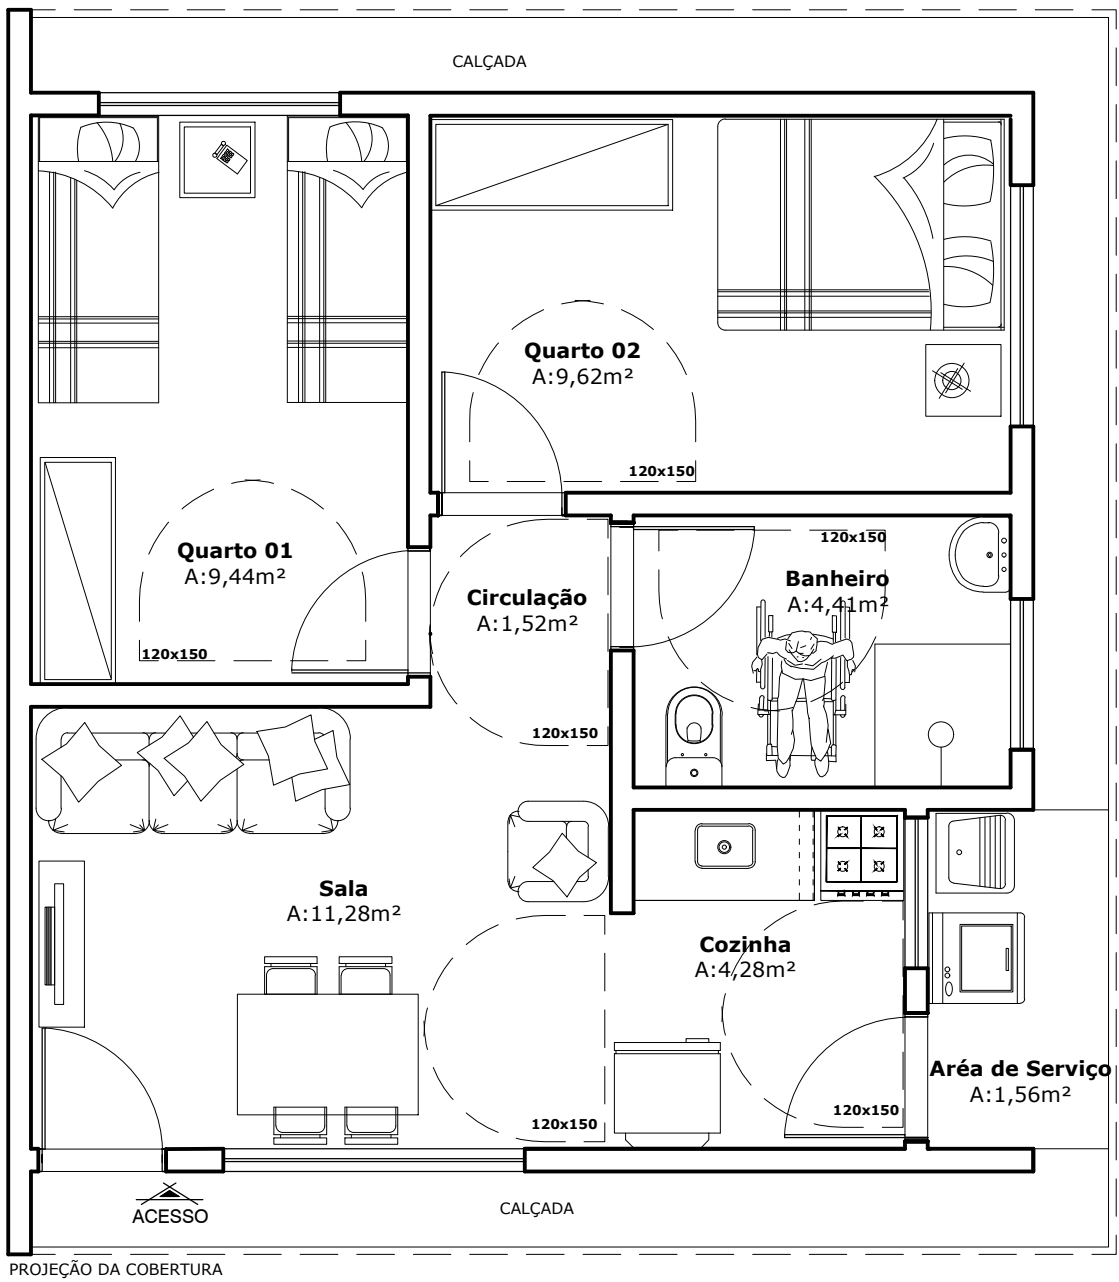 CALÇADA
Quarto 02
A:9,62m²
120x150
Quarto 01
A:9,44m²
120x150
Circulação
A:1,52m²
120x150
120x150
Banheiro
A:4,41m²
Sala
A:11,28m²
120x150
Cozinha
A:4,28m²
120x150
Aréa de Serviço
A:1,56m²
ACESSO
CALÇADA
PROJEÇÃO DA COBERTURA